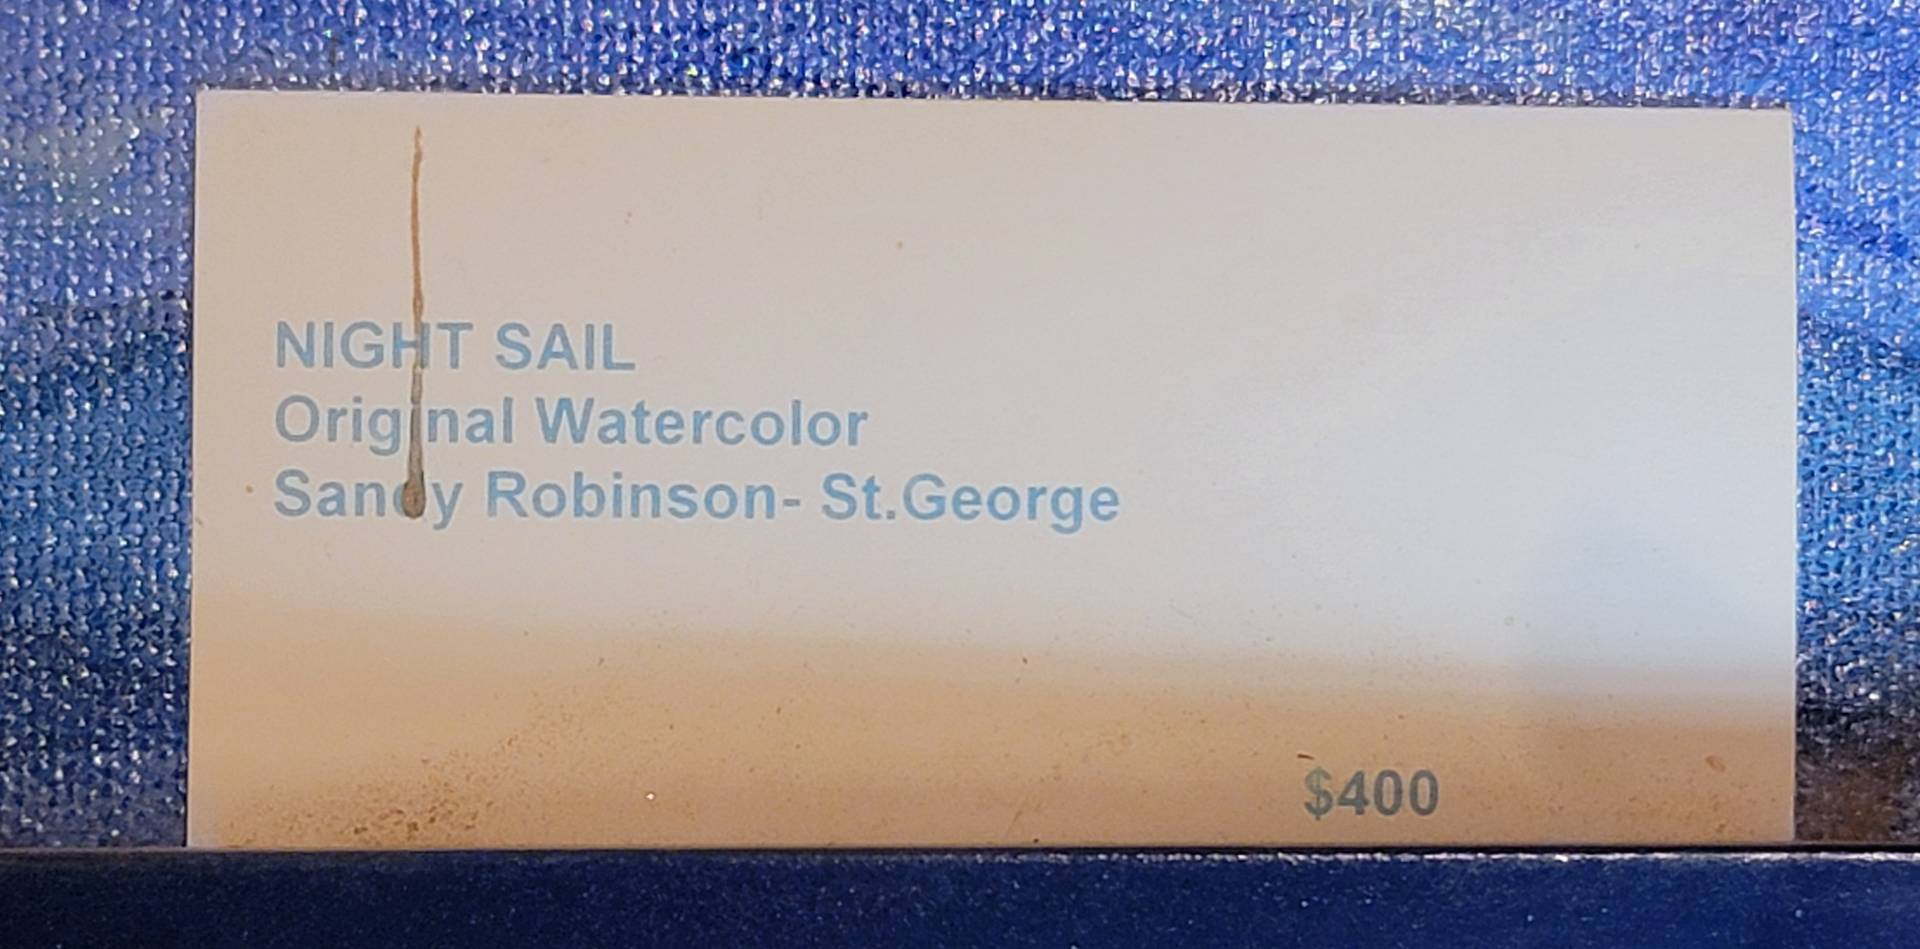 NIGHT SAIL
Original Watercolor
Sandy Robinson- St.George
$400